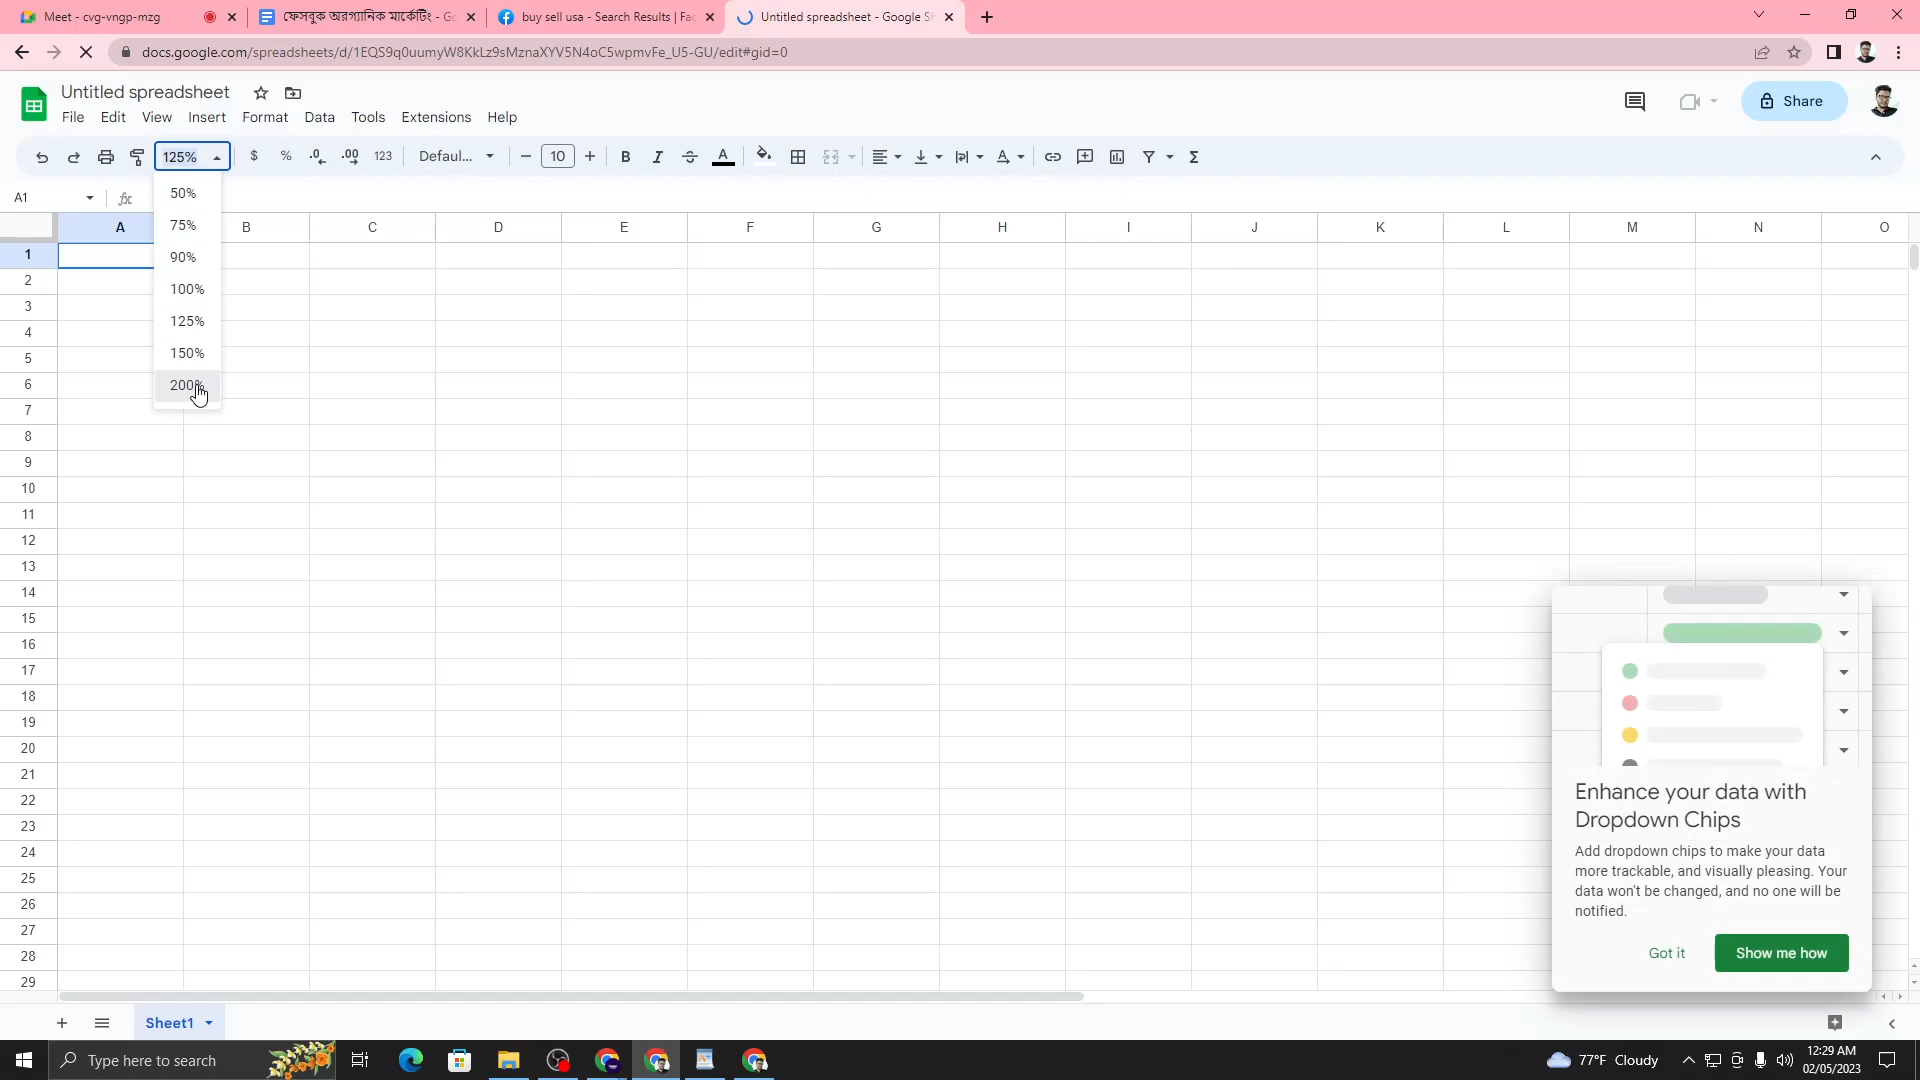 Meet - cvg-vngp-mzg
ফেসবুক অরগ্যানিক মার্কেটিং - Go
buy sell usa - Search Results | Fac
Untitled spreadsheet - Google Sh
docs.google.com/spreadsheets/d/1EQS9q0uumyW8KkLz9sMznaXYV5N4oC5wpmvFe_U5-GU/edit#gid=0
Untitled spreadsheet
File Edit View Insert Format Data Tools Extensions Help
Share
125% $ % .0 .00 123 Defaul... 10 B I S A
A1 fx
50%
75%
90%
100%
125%
150%
200%
A B C D E F G H I J K L M N O
1
2
3
4
5
6
7
8
9
10
11
12
13
14
15
16
17
18
19
20
21
22
23
24
25
26
27
28
29
Enhance your data with
Dropdown Chips
Add dropdown chips to make your data
more trackable, and visually pleasing. Your
data won't be changed, and no one will be
notified.
Got it Show me how
Sheet1
Type here to search
77°F Cloudy
12:29 AM
02/05/2023